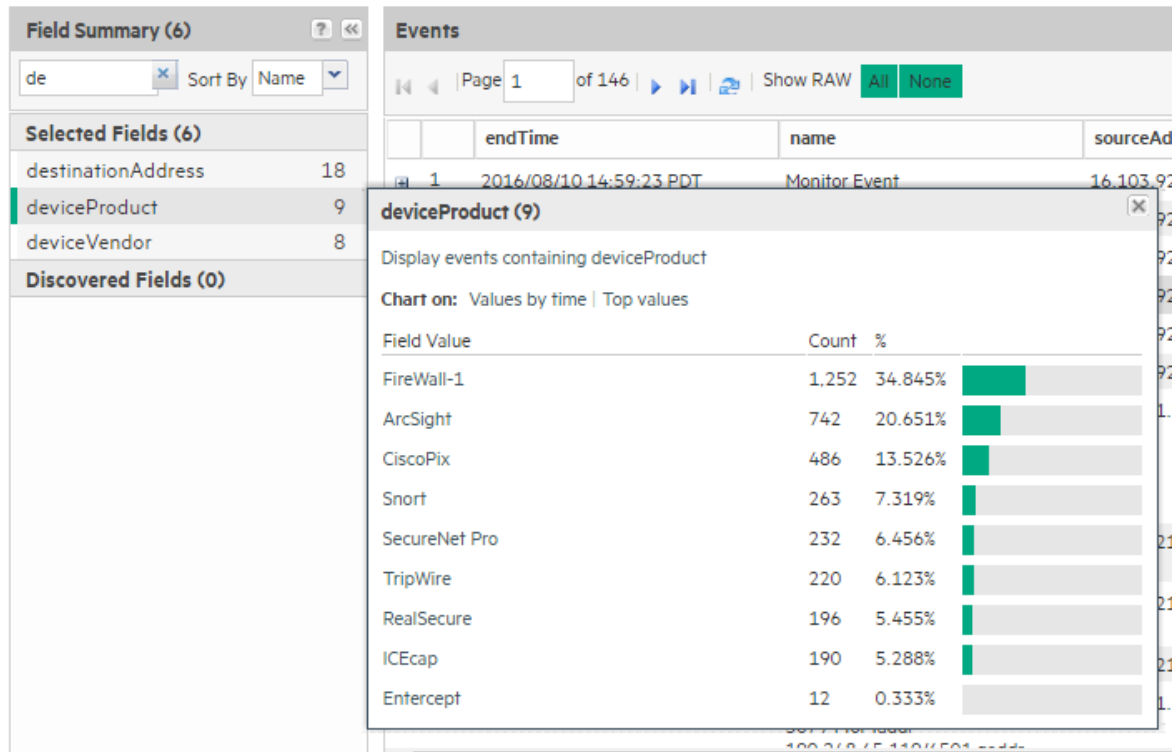 Field Summary (6) ?
de Sort By Name
Selected Fields (6)
destinationAddress 18
deviceProduct 9
deviceVendor 8
Discovered Fields (0)
Events
Page 1 of 146 Show RAW All None
endTime name sourceAd
1 2016/08/10 14:59:23 PDT Monitor Event 16.103.92
deviceProduct (9)
Display events containing deviceProduct
Chart on: Values by time | Top values
Field Value Count %
FireWall-1 1,252 34.845%
ArcSight 742 20.651%
CiscoPix 486 13.526%
Snort 263 7.319%
SecureNet Pro 232 6.456%
TripWire 220 6.123%
RealSecure 196 5.455%
ICEcap 190 5.288%
Entercept 12 0.333%